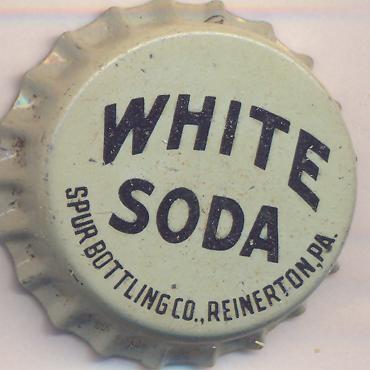 WHITE
SODA
SPUR BOTTLING CO., REINERTON, PA.